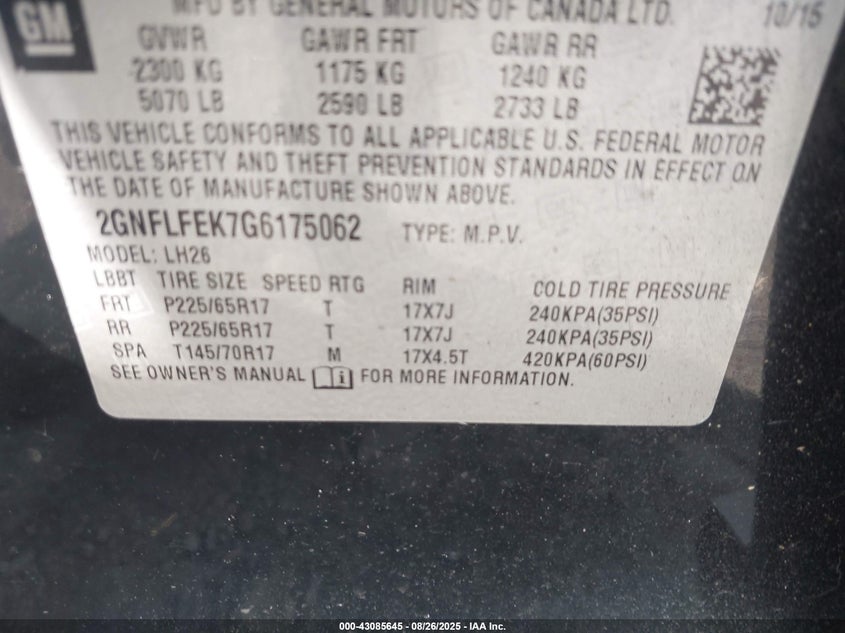 GM
MFD BY GENERAL MOTORS OF CANADA LTD. 10/15
GVWR GAWR FRT GAWR RR
2300 KG 1175 KG 1240 KG
5070 LB 2590 LB 2733 LB
THIS VEHICLE CONFORMS TO ALL APPLICABLE U.S. FEDERAL MOTOR
VEHICLE SAFETY AND THEFT PREVENTION STANDARDS IN EFFECT ON
THE DATE OF MANUFACTURE SHOWN ABOVE.
2GNFLFEK7G6175062 TYPE: M.P.V.
MODEL: LH26
LBBT TIRE SIZE SPEED RTG RIM COLD TIRE PRESSURE
FRT P225/65R17 T 17X7J 240KPA(35PSI)
RR P225/65R17 T 17X7J 240KPA(35PSI)
SPA T145/70R17 M 17X4.5T 420KPA(60PSI)
SEE OWNER'S MANUAL FOR MORE INFORMATION.
000-43085645 - 08/26/2025 - IAA Inc.